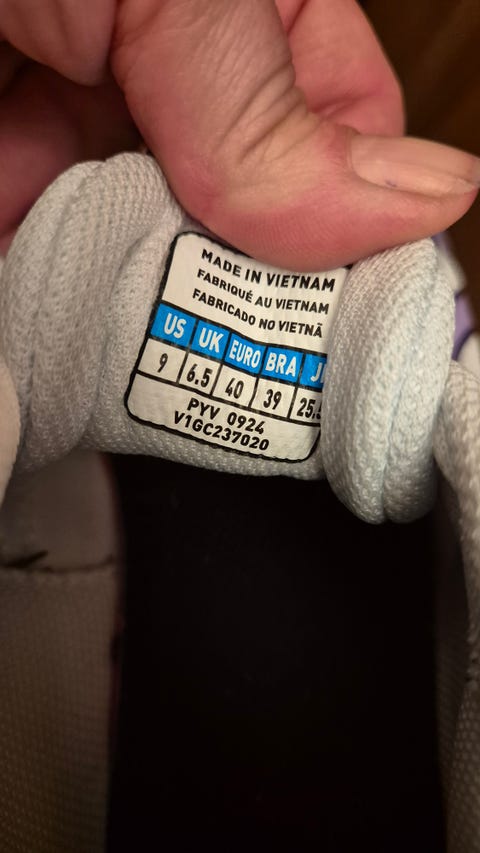 MADE IN VIETNAM
FABRIQUÉ AU VIETNAM
FABRICADO NO VIETNÃ
US UK EURO BRA
9 6.5 40 39
PYV 0924
V1GC237020